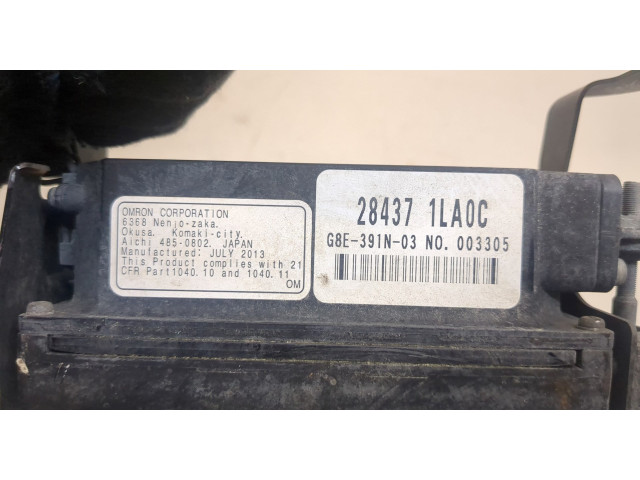 OMRON CORPORATION
6368 Nenjo-zaka.
Okusa. Komaki-city.
Aichi 485-0802. JAPAN
Manufactured: JULY 2013
This Product complies with 21
CFR Part1040.10 and 1040.11
OM
28437 1LA0C
G8E-391N-03 NO. 003305